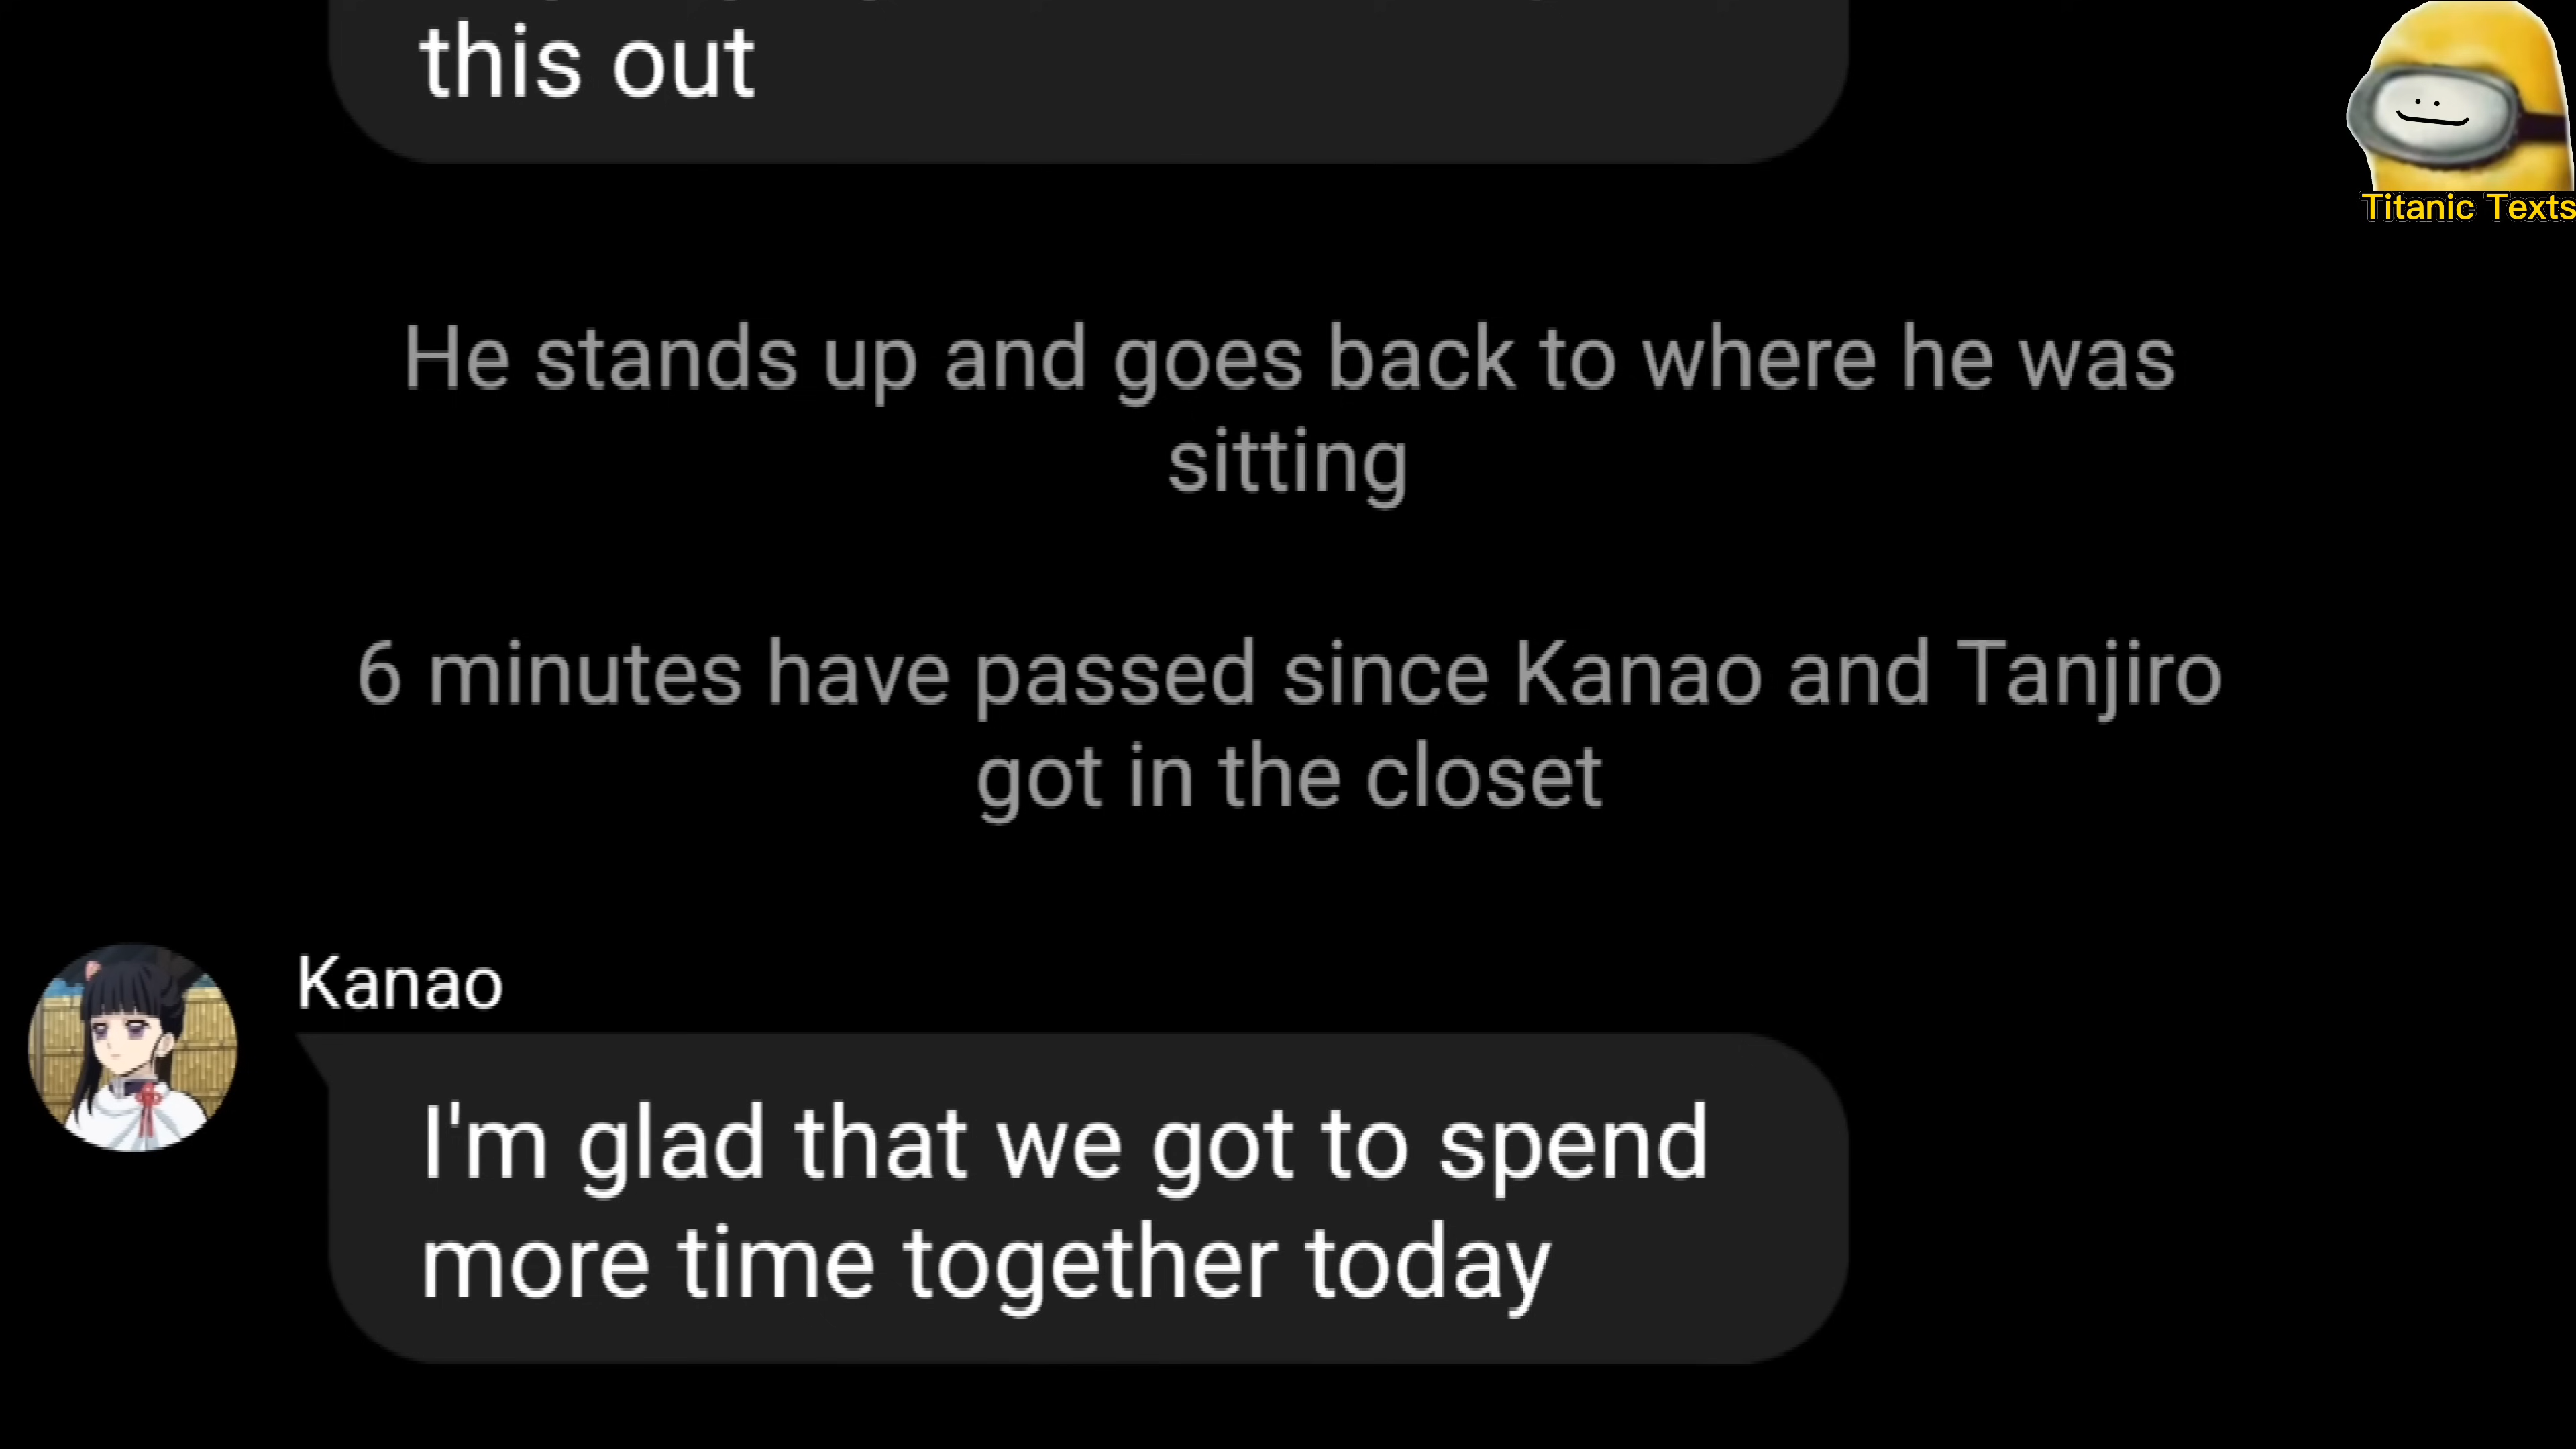 this out
Titanic Texts
He stands up and goes back to where he was
sitting
6 minutes have passed since Kanao and Tanjiro
got in the closet
Kanao
I'm glad that we got to spend
more time together today